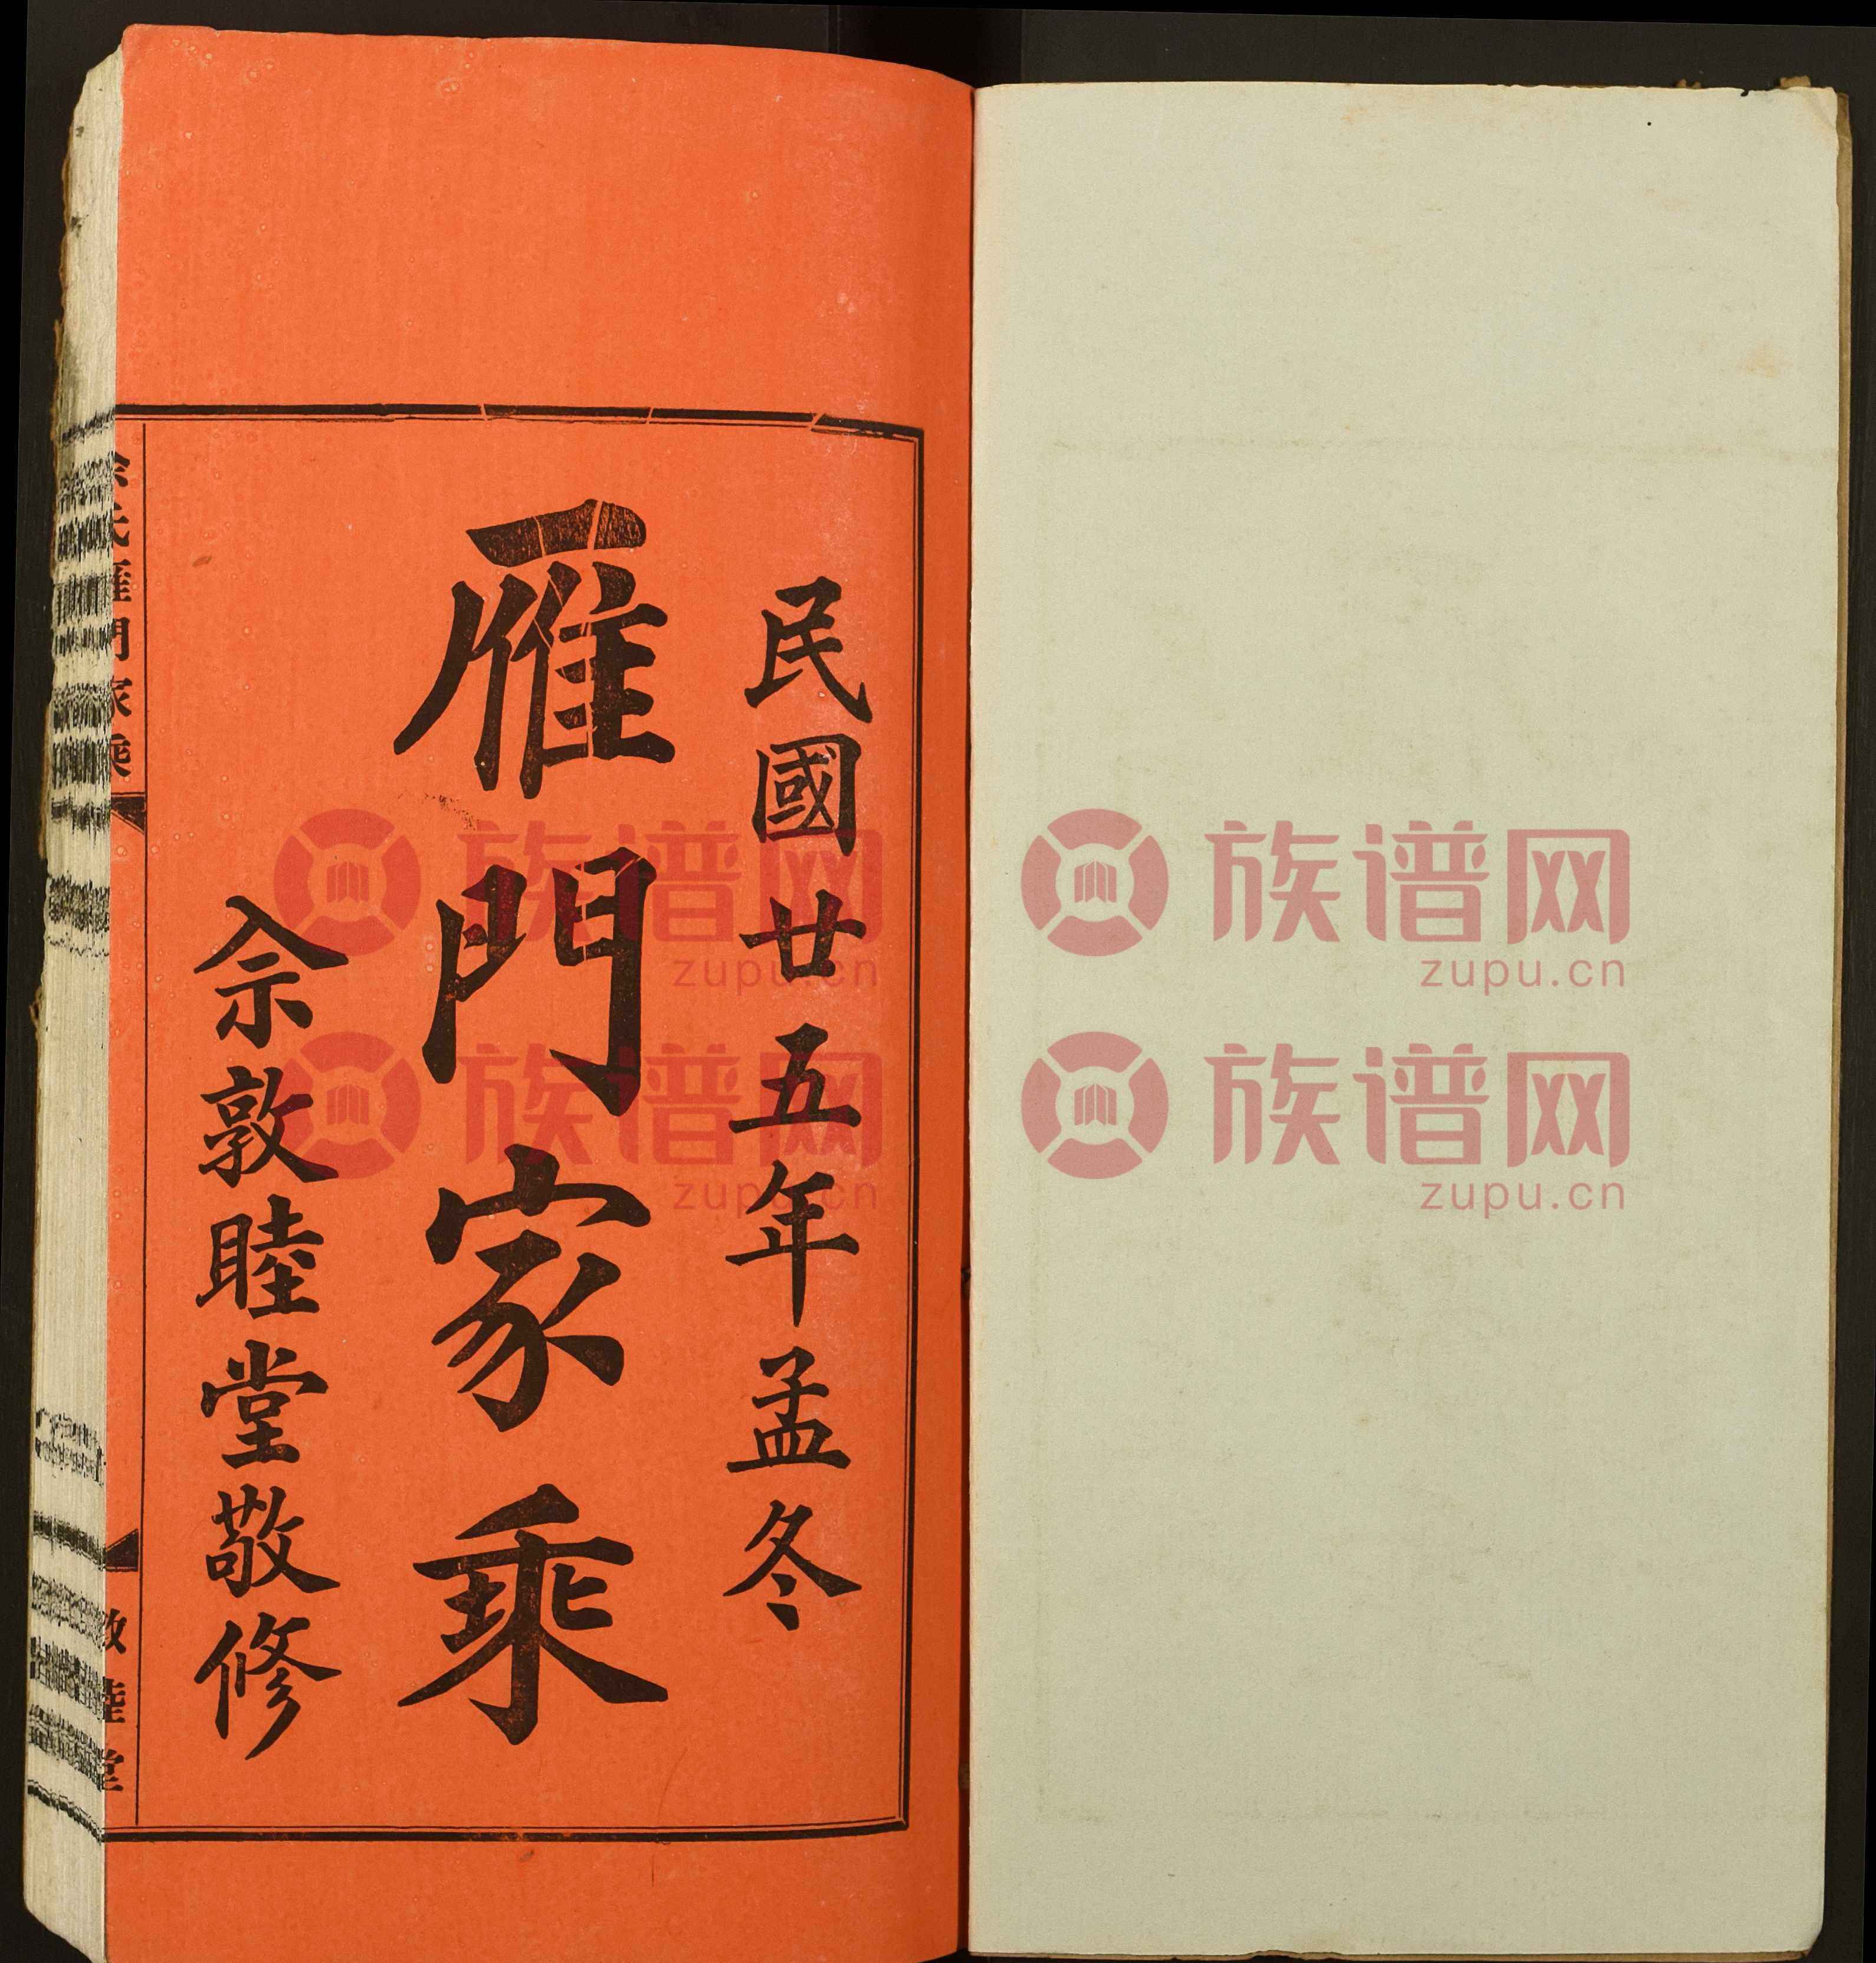 民國廿五年孟冬
雁門家乘
佘敦睦堂敬修
族谱网
zupu.cn
族谱网
zupu.cn
族谱网
zupu.cn
族谱网
zupu.cn